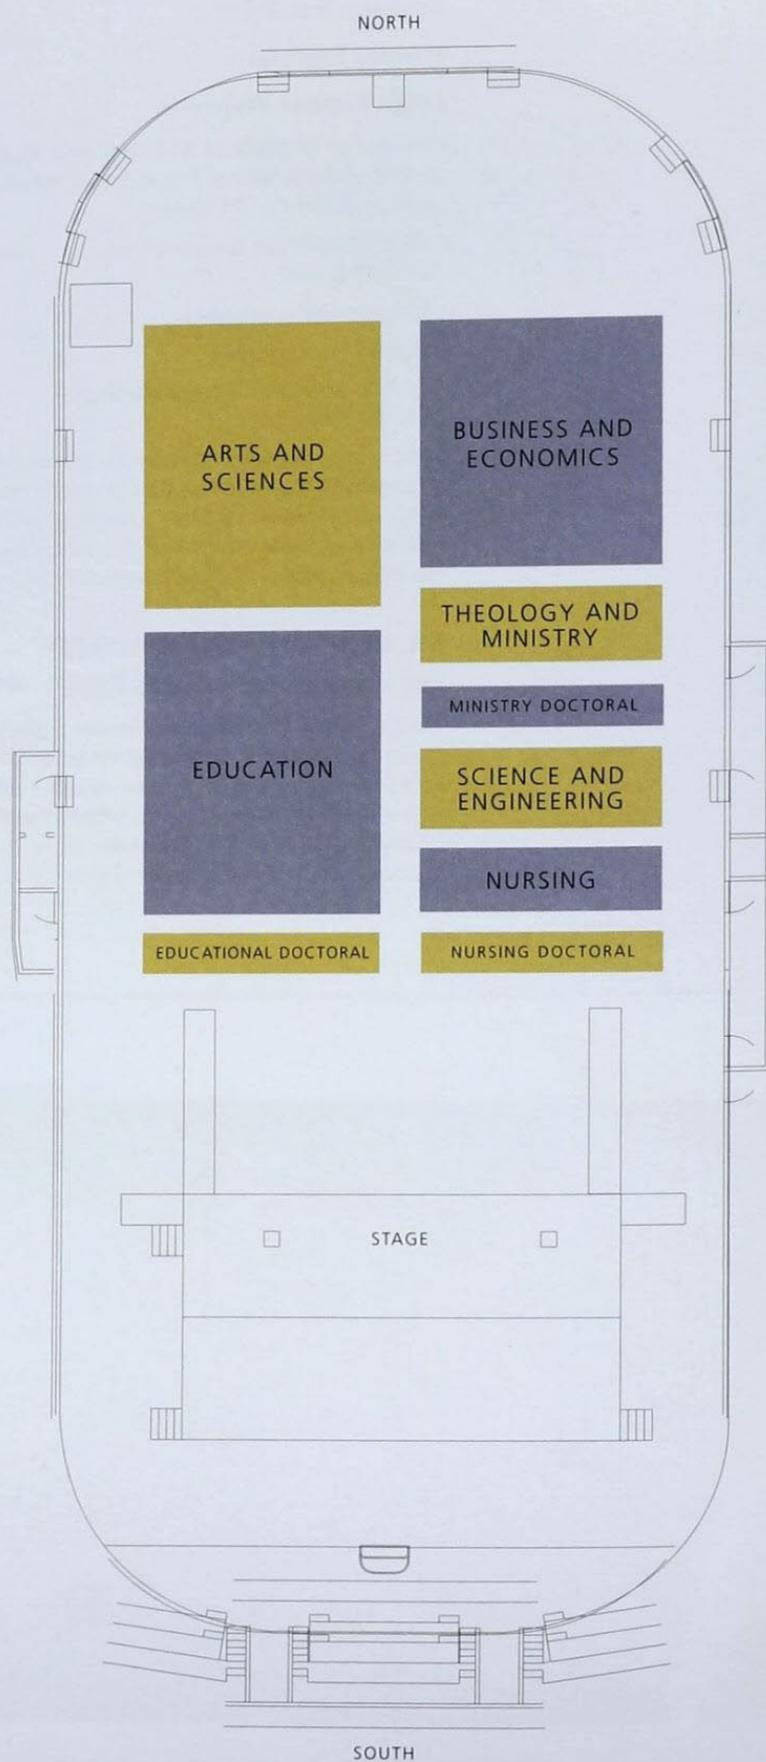 NORTH
ARTS AND
SCIENCES
BUSINESS AND
ECONOMICS
THEOLOGY AND
MINISTRY
MINISTRY DOCTORAL
EDUCATION
SCIENCE AND
ENGINEERING
NURSING
EDUCATIONAL DOCTORAL
NURSING DOCTORAL
STAGE
SOUTH